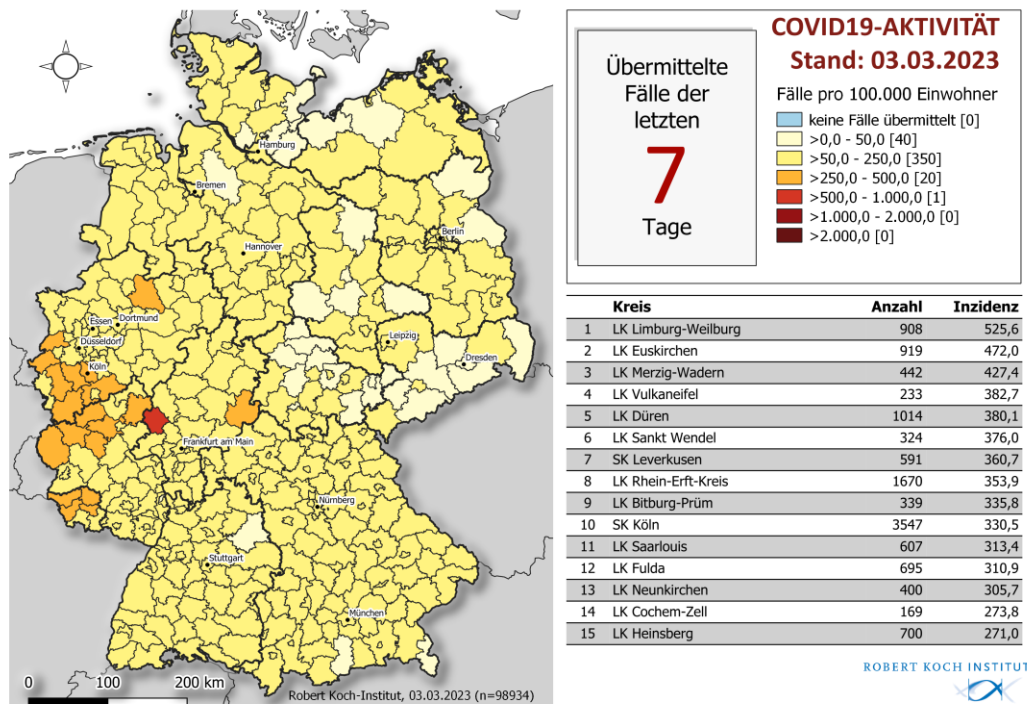 Hamburg
Bremen
Berlin
Hannover
Essen
Dortmund
Düsseldorf
Leipzig
Köln
Dresden
Frankfurt am Main
Nürnberg
Stuttgart
München
0 100 200 km
Robert Koch-Institut, 03.03.2023 (n=98934)
Übermittelte
Fälle der
letzten
7
Tage
COVID19-AKTIVITÄT
Stand: 03.03.2023
Fälle pro 100.000 Einwohner
keine Fälle übermittelt [0]
>0,0 - 50,0 [40]
>50,0 - 250,0 [350]
>250,0 - 500,0 [20]
>500,0 - 1.000,0 [1]
>1.000,0 - 2.000,0 [0]
>2.000,0 [0]
Kreis Anzahl Inzidenz
1 LK Limburg-Weilburg 908 525,6
2 LK Euskirchen 919 472,0
3 LK Merzig-Wadern 442 427,4
4 LK Vulkaneifel 233 382,7
5 LK Düren 1014 380,1
6 LK Sankt Wendel 324 376,0
7 SK Leverkusen 591 360,7
8 LK Rhein-Erft-Kreis 1670 353,9
9 LK Bitburg-Prüm 339 335,8
10 SK Köln 3547 330,5
11 LK Saarlouis 607 313,4
12 LK Fulda 695 310,9
13 LK Neunkirchen 400 305,7
14 LK Cochem-Zell 169 273,8
15 LK Heinsberg 700 271,0
ROBERT KOCH INSTITUT